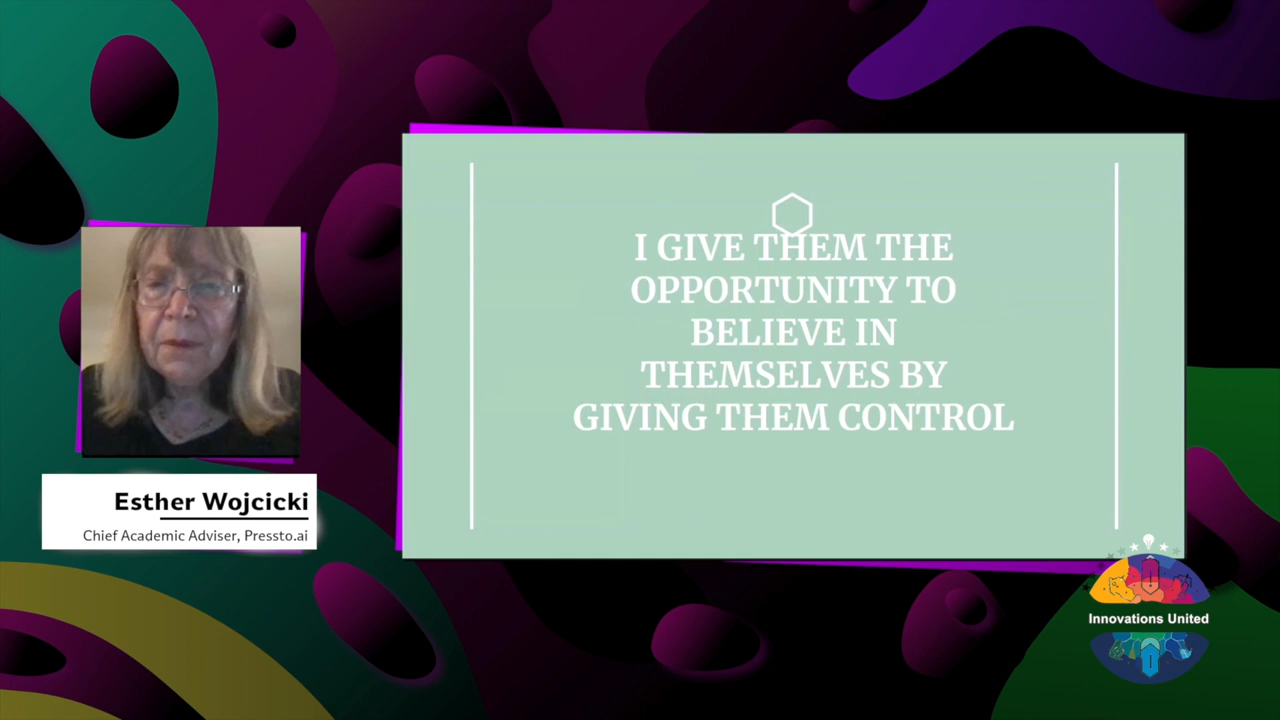 I GIVE THEM THE
OPPORTUNITY TO
BELIEVE IN
THEMSELVES BY
GIVING THEM CONTROL
Esther Wojcicki
Chief Academic Adviser, Pressto.ai
Innovations United